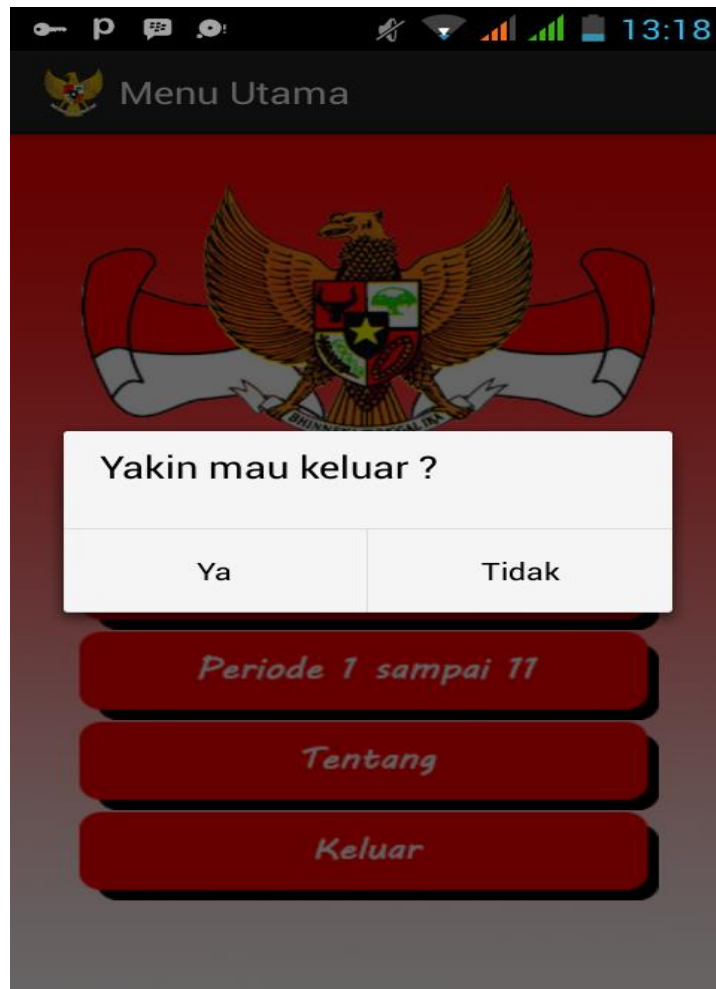 13:18
Menu Utama
Yakin mau keluar ?
Ya
Tidak
Periode 1 sampai 11
Tentang
Keluar